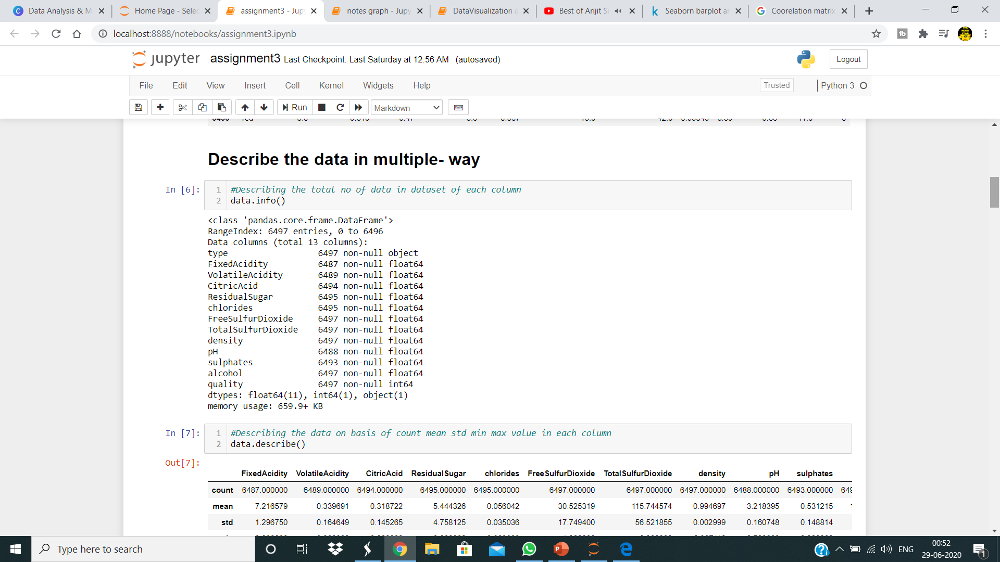 Data Analysis & M
Home Page - Selec
assignment3 - Jup
notes graph - Jupy
DataVisualization a
Best of Arijit Si
Seaborn barplot an
Coorelation matrix
localhost:8888/notebooks/assignment3.ipynb
jupyter assignment3 Last Checkpoint: Last Saturday at 12:56 AM (autosaved)
Logout
File Edit View Insert Cell Kernel Widgets Help
Trusted
Python 3
Run
Markdown
Describe the data in multiple- way
In [6]:
1 #Describing the total no of data in dataset of each column
2 data.info()
<class 'pandas.core.frame.DataFrame'>
RangeIndex: 6497 entries, 0 to 6496
Data columns (total 13 columns):
type 6497 non-null object
FixedAcidity 6487 non-null float64
VolatileAcidity 6489 non-null float64
CitricAcid 6494 non-null float64
ResidualSugar 6495 non-null float64
chlorides 6495 non-null float64
FreeSulfurDioxide 6497 non-null float64
TotalSulfurDioxide 6497 non-null float64
density 6497 non-null float64
pH 6488 non-null float64
sulphates 6493 non-null float64
alcohol 6497 non-null float64
quality 6497 non-null int64
dtypes: float64(11), int64(1), object(1)
memory usage: 659.9+ KB
In [7]:
1 #Describing the data on basis of count mean std min max value in each column
2 data.describe()
Out[7]:
FixedAcidity VolatileAcidity CitricAcid ResidualSugar chlorides FreeSulfurDioxide TotalSulfurDioxide density pH sulphates
count 6487.000000 6489.000000 6494.000000 6495.000000 6495.000000 6497.000000 6497.000000 6497.000000 6488.000000 6493.000000 649
mean 7.216579 0.339691 0.318722 5.444326 0.056042 30.525319 115.744574 0.994697 3.218395 0.531215
std 1.296750 0.164649 0.145265 4.758125 0.035036 17.749400 56.521855 0.002999 0.160748 0.148814
Type here to search
ENG
00:52
29-06-2020
1